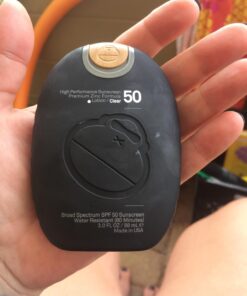 High Performance Sunscreen
Premium Zinc Formula
Lotion - Clear
50
Broad Spectrum SPF 50 Sunscreen
Water Resistant (80 Minutes)
3.0 FL OZ / 89 mL ℮
Made in USA